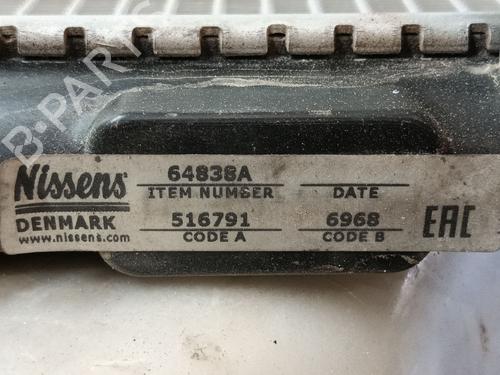 B-PARTS
Nissens
DENMARK
www.nissens.com
64838A
ITEM NUMBER DATE
516791 6968
CODE A CODE B
EAC